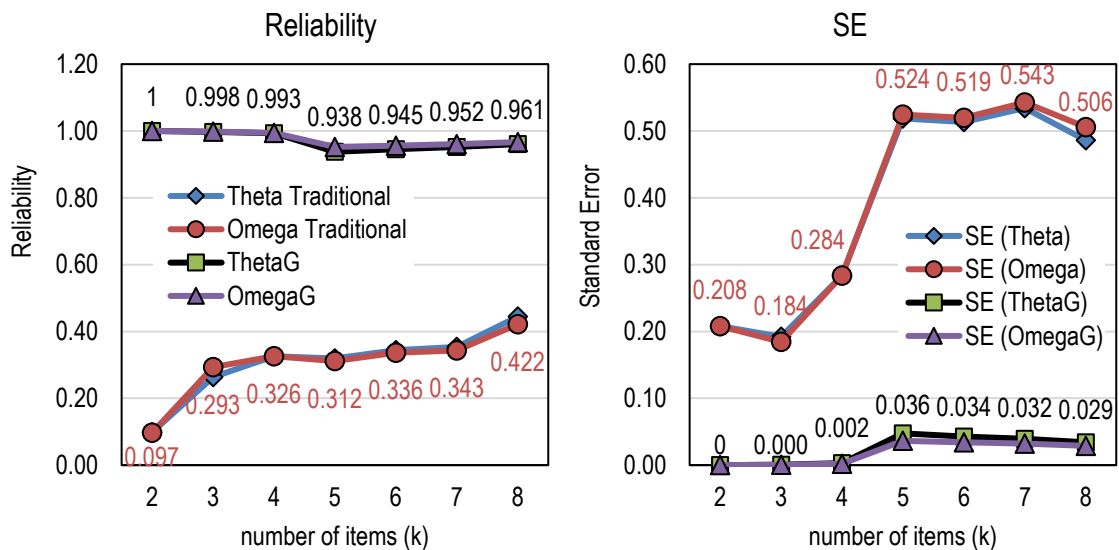 Reliability
1.20
1.00
0.80
0.60
0.40
0.20
0.00
Reliability
1
0.998
0.993
0.938
0.945
0.952
0.961
Theta Traditional
Omega Traditional
ThetaG
OmegaG
0.097
0.293
0.326
0.312
0.336
0.343
0.422
2 3 4 5 6 7 8
number of items (k)
SE
0.60
0.50
0.40
0.30
0.20
0.10
0.00
Standard Error
0.208
0.184
0.284
0.524
0.519
0.543
0.506
SE (Theta)
SE (Omega)
SE (ThetaG)
SE (OmegaG)
0
0.000
0.002
0.036
0.034
0.032
0.029
2 3 4 5 6 7 8
number of items (k)